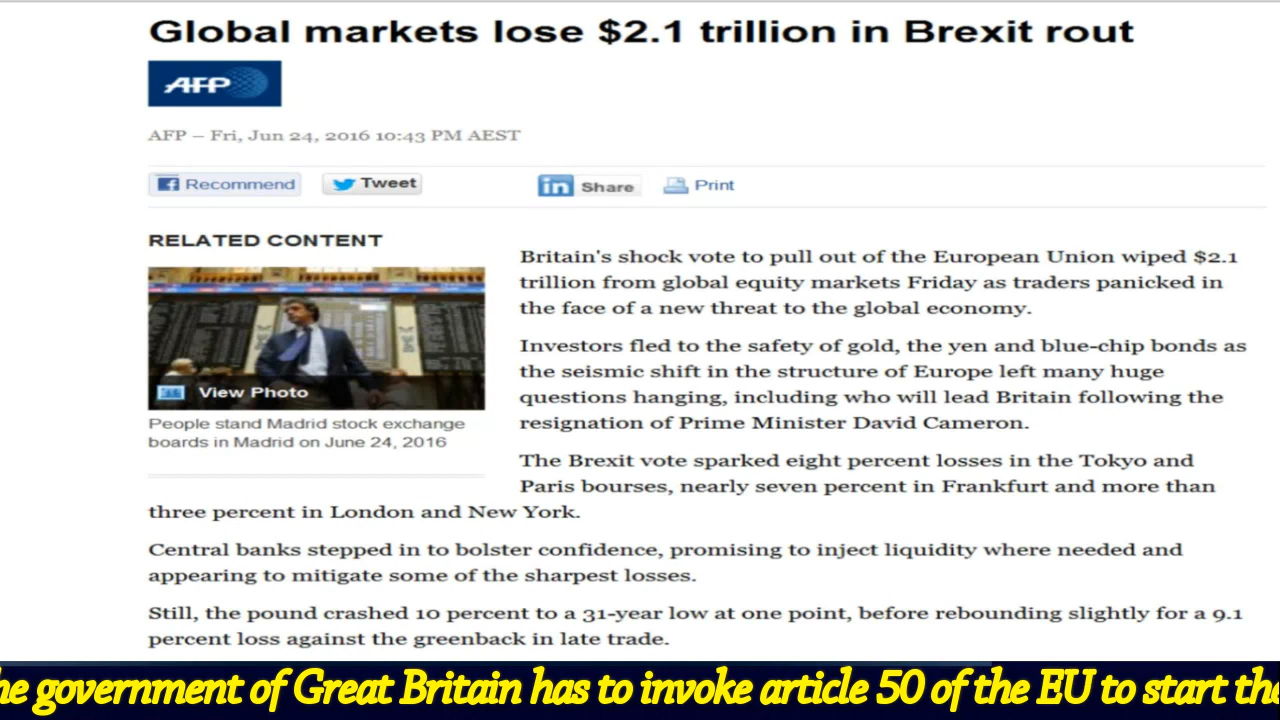 Global markets lose $2.1 trillion in Brexit rout
AFP
AFP – Fri, Jun 24, 2016 10:43 PM AEST
Recommend
Tweet
Share
Print
RELATED CONTENT
View Photo
People stand Madrid stock exchange
boards in Madrid on June 24, 2016
Britain's shock vote to pull out of the European Union wiped $2.1
trillion from global equity markets Friday as traders panicked in
the face of a new threat to the global economy.
Investors fled to the safety of gold, the yen and blue-chip bonds as
the seismic shift in the structure of Europe left many huge
questions hanging, including who will lead Britain following the
resignation of Prime Minister David Cameron.
The Brexit vote sparked eight percent losses in the Tokyo and
Paris bourses, nearly seven percent in Frankfurt and more than
three percent in London and New York.
Central banks stepped in to bolster confidence, promising to inject liquidity where needed and
appearing to mitigate some of the sharpest losses.
Still, the pound crashed 10 percent to a 31-year low at one point, before rebounding slightly for a 9.1
percent loss against the greenback in late trade.
he government of Great Britain has to invoke article 50 of the EU to start tha